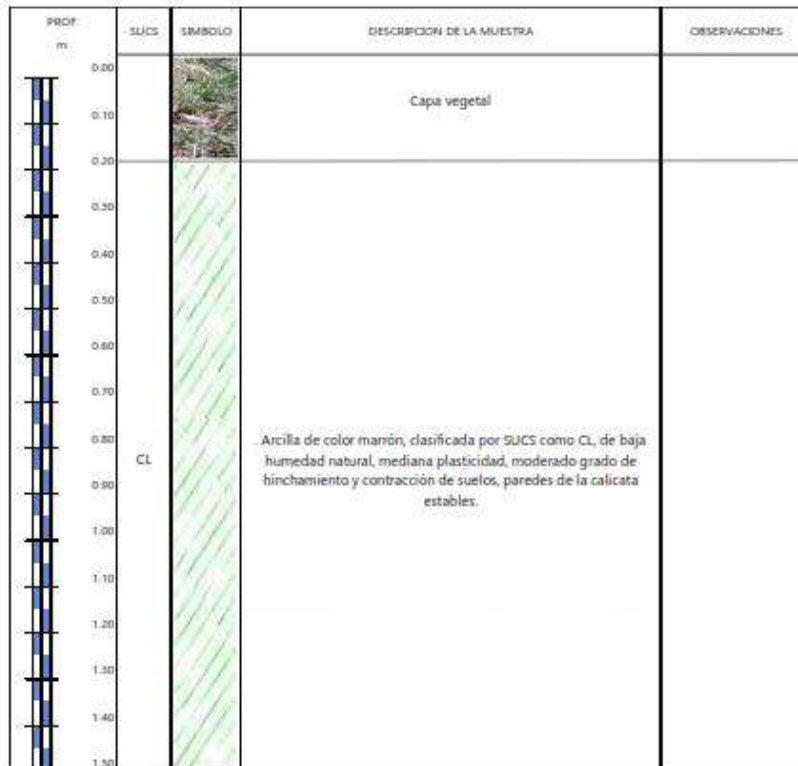 PROF.
m
SUCS
SIMBOLO
DESCRIPCION DE LA MUESTRA
OBSERVACIONES
0.00
Capa vegetal
0.10
0.20
0.30
0.40
0.50
0.60
0.70
0.80
CL
. Arcilla de color marrón, clasificada por SUCS como CL, de baja
humedad natural, mediana plasticidad, moderado grado de
hinchamiento y contracción de suelos, paredes de la calicata
estables.
0.90
1.00
1.10
1.20
1.30
1.40
1.50